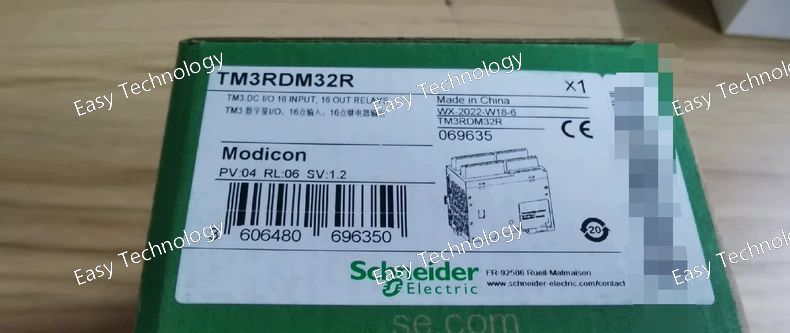 TM3RDM32R
x1
TM3 DC I/O 16 INPUT, 16 OUT RELAYS
TM3 数字量I/O, 16点输入, 16点继电器输
Made in China
WX-2022-W18-6
TM3RDM32R
069635
CE
Modicon
PV:04 RL:06 SV:1.2
606480 696350
20
Schneider
Electric
FR-92506 Rueil-Malmaison
www.schneider-electric.com/contact
se.com
Easy Technology
Easy Technology
Easy Technology
Easy Technology
Easy Technology
Easy Technology